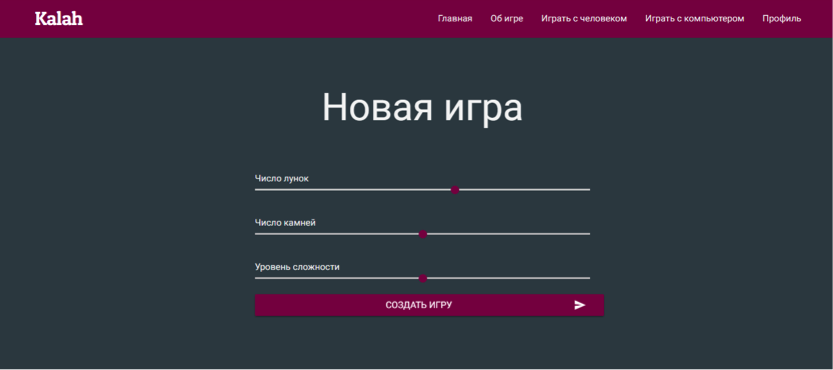 Kalah Главная Об игре Играть с человеком Играть с компьютером Профиль
Новая игра
Число лунок
Число камней
Уровень сложности
СОЗДАТЬ ИГРУ